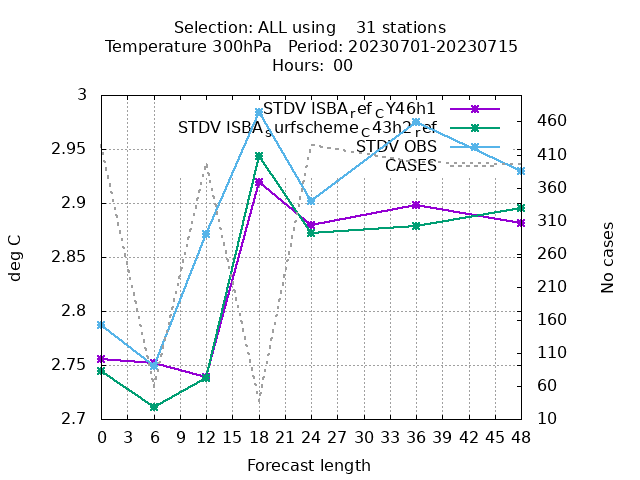 Selection: ALL using    31 stations
Temperature 300hPa   Period: 20230701-20230715
Hours:  00
STDV ISBA_ref_CY46h1
STDV ISBA_surfscheme_c43h2_ref
STDV OBS
CASES
3
2.95
2.9
2.85
2.8
2.75
2.7
460
410
360
310
260
210
160
110
60
10
deg C
No cases
0 3 6 9 12 15 18 21 24 27 30 33 36 39 42 45 48
Forecast length